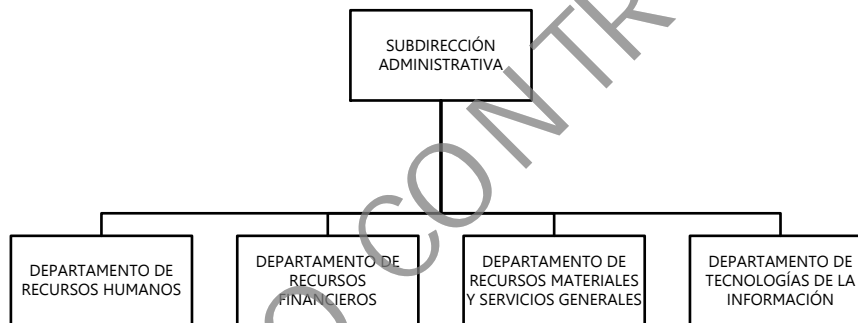 SUBDIRECCIÓN
ADMINISTRATIVA
DEPARTAMENTO DE
RECURSOS HUMANOS
DEPARTAMENTO DE
RECURSOS
FINANCIEROS
DEPARTAMENTO DE
RECURSOS MATERIALES
Y SERVICIOS GENERALES
DEPARTAMENTO DE
TECNOLOGÍAS DE LA
INFORMACIÓN